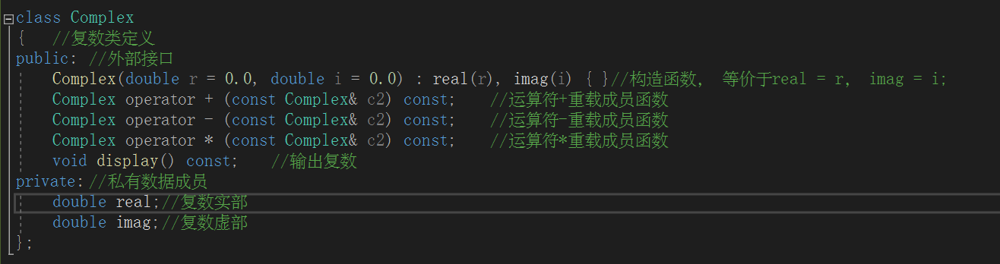 class Complex
{ //复数类定义
public: //外部接口
Complex(double r = 0.0, double i = 0.0) : real(r), imag(i) { }//构造函数, 等价于real = r, imag = i;
Complex operator + (const Complex& c2) const; //运算符+重载成员函数
Complex operator - (const Complex& c2) const; //运算符-重载成员函数
Complex operator * (const Complex& c2) const; //运算符*重载成员函数
void display() const; //输出复数
private://私有数据成员
double real;//复数实部
double imag;//复数虚部
};